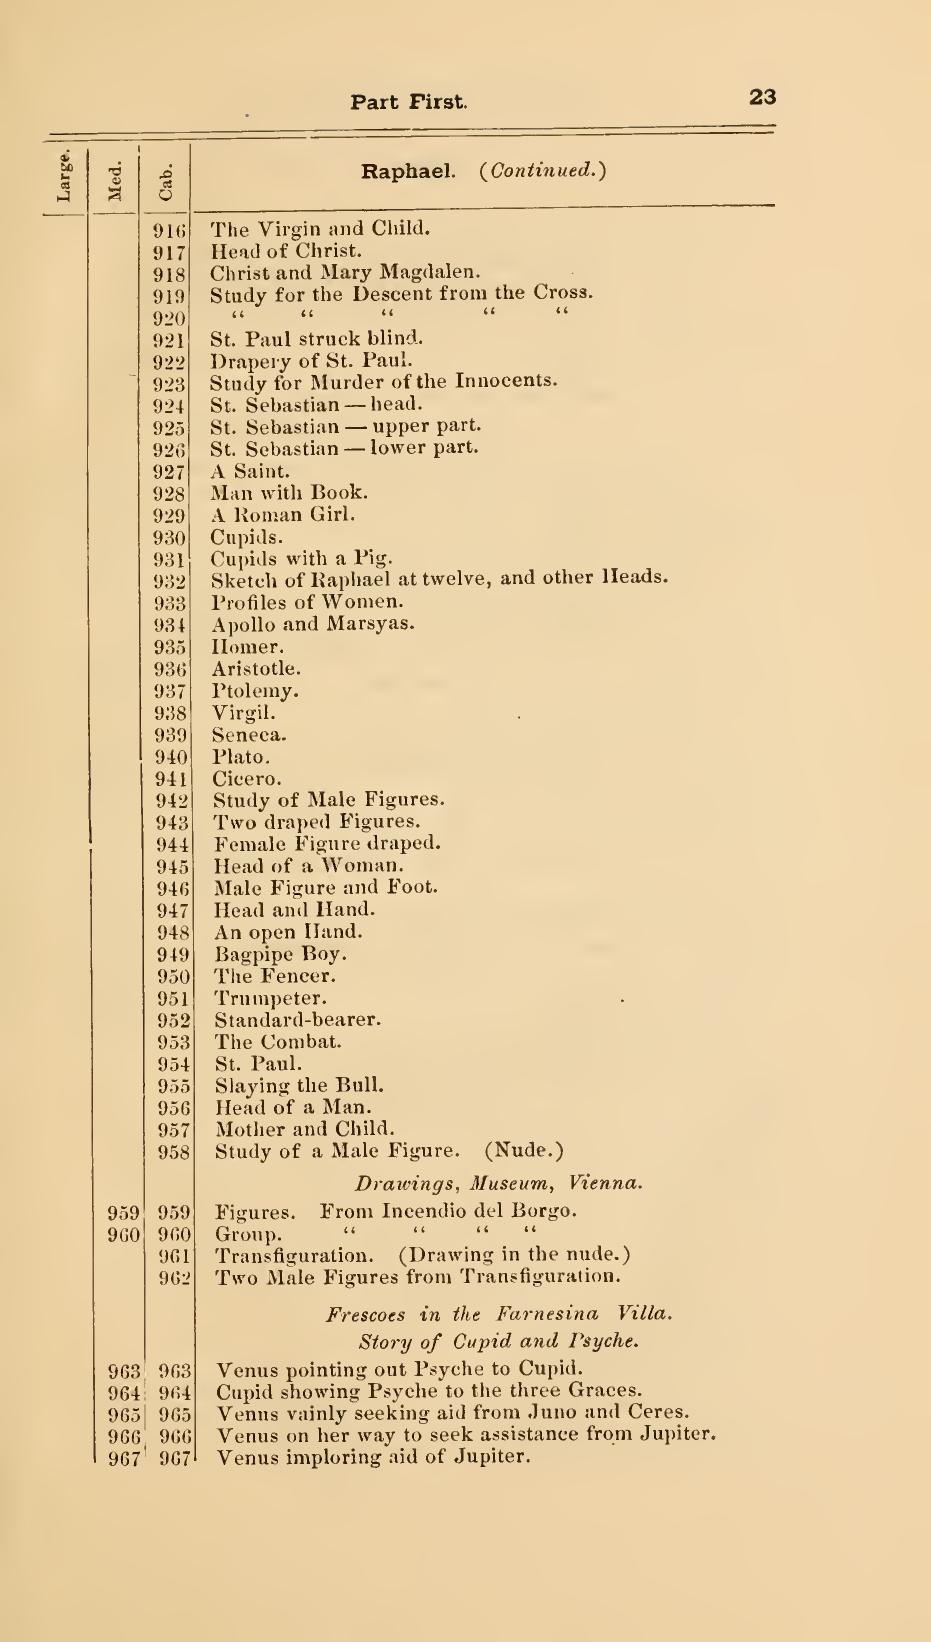 Part First. 23
Large. Med. Cab. Raphael. (Continued.)
916 The Virgin and Child.
917 Head of Christ.
918 Christ and Mary Magdalen.
919 Study for the Descent from the Cross.
920 “ “ “ “ “
921 St. Paul struck blind.
922 Drapery of St. Paul.
923 Study for Murder of the Innocents.
924 St. Sebastian — head.
925 St. Sebastian — upper part.
926 St. Sebastian — lower part.
927 A Saint.
928 Man with Book.
929 A Roman Girl.
930 Cupids.
931 Cupids with a Pig.
932 Sketch of Raphael at twelve, and other Heads.
933 Profiles of Women.
934 Apollo and Marsyas.
935 Homer.
936 Aristotle.
937 Ptolemy.
938 Virgil.
939 Seneca.
940 Plato.
941 Cicero.
942 Study of Male Figures.
943 Two draped Figures.
944 Female Figure draped.
945 Head of a Woman.
946 Male Figure and Foot.
947 Head and Hand.
948 An open Hand.
949 Bagpipe Boy.
950 The Fencer.
951 Trumpeter.
952 Standard-bearer.
953 The Combat.
954 St. Paul.
955 Slaying the Bull.
956 Head of a Man.
957 Mother and Child.
958 Study of a Male Figure. (Nude.)
Drawings, Museum, Vienna.
959 959 Figures. From Incendio del Borgo.
960 960 Group. “ “ “ “
961 Transfiguration. (Drawing in the nude.)
962 Two Male Figures from Transfiguration.
Frescoes in the Farnesina Villa.
Story of Cupid and Psyche.
963 963 Venus pointing out Psyche to Cupid.
964 964 Cupid showing Psyche to the three Graces.
965 965 Venus vainly seeking aid from Juno and Ceres.
966 966 Venus on her way to seek assistance from Jupiter.
967 967 Venus imploring aid of Jupiter.